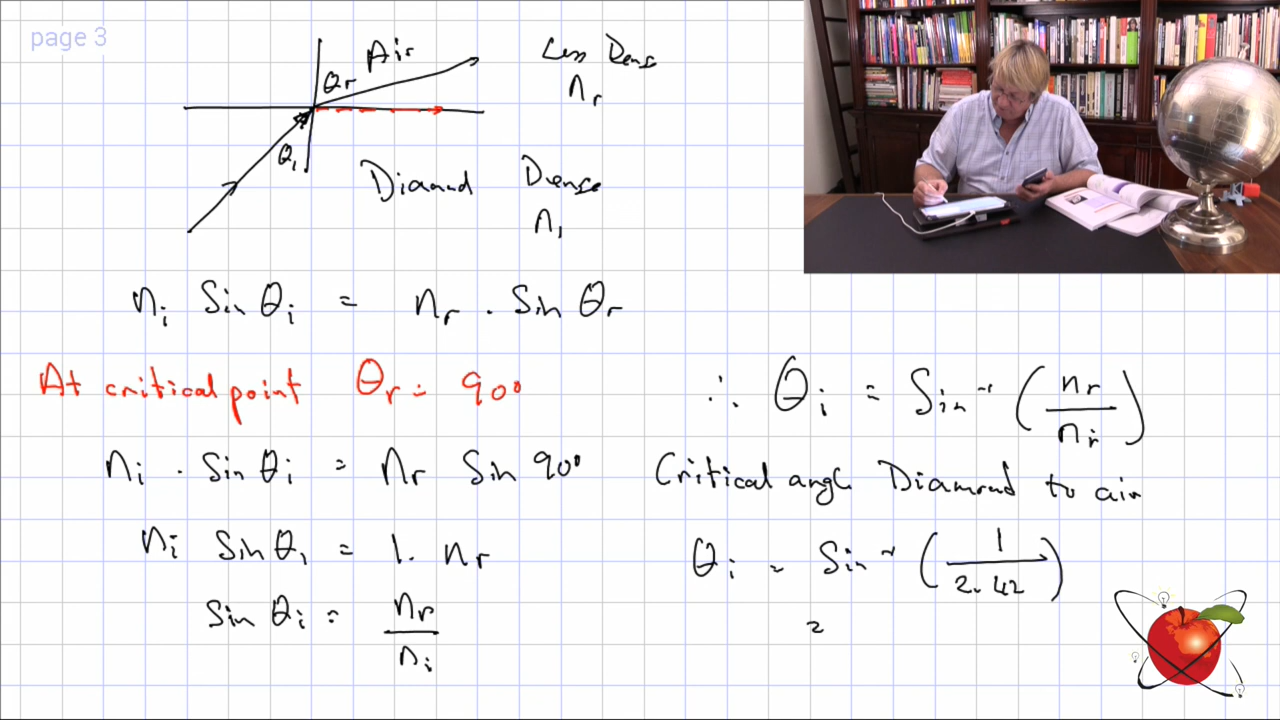 page 3
Air
Less Dense
θr
nr
θi
Diamond
Dense
ni
ni Sin θi = nr . Sin θr
At critical point θr = 90°
ni . Sin θi = nr Sin 90°
ni Sin θi = 1. nr
Sin θi = nr/ni
∴ θi = Sin⁻¹ (nr/ni)
Critical angle Diamond to air
θi = Sin⁻¹ (1/2.42)
=